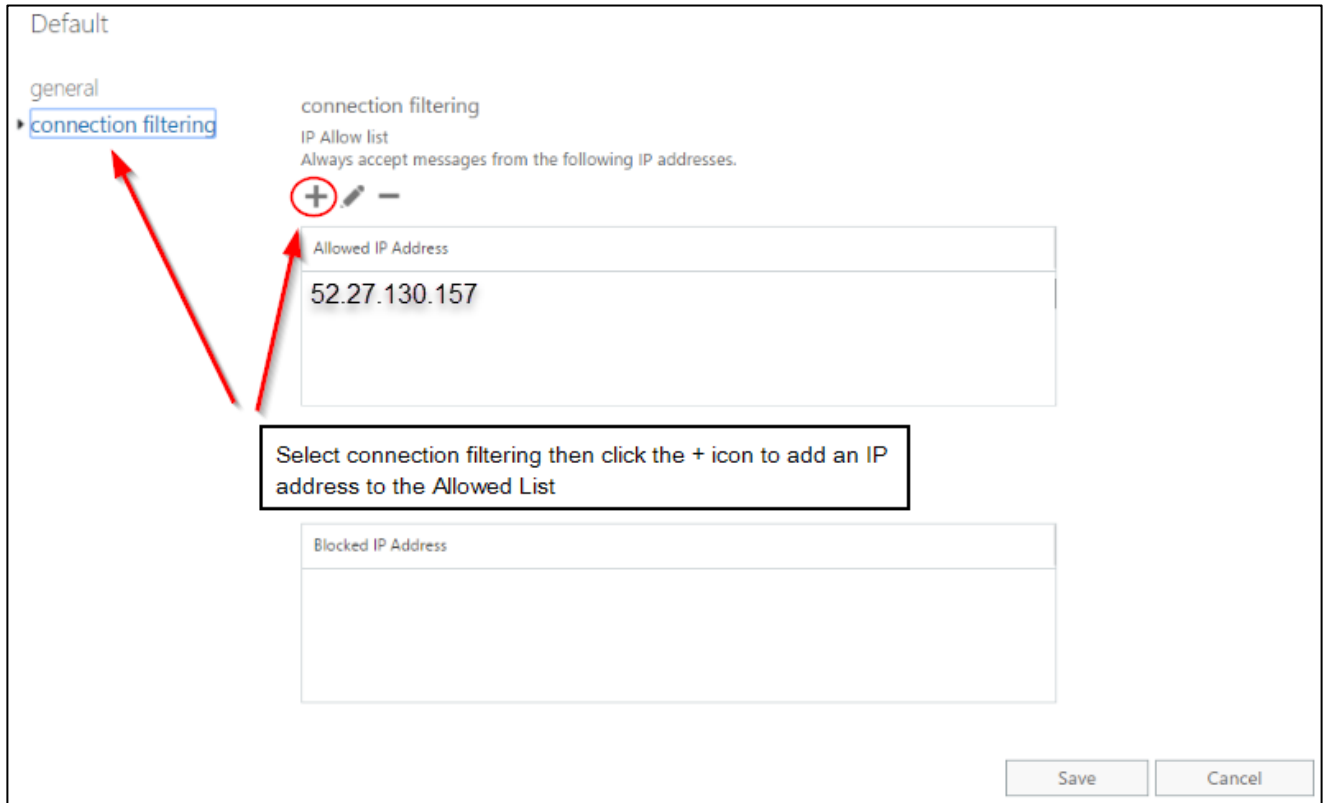 Default
general
connection filtering
connection filtering
IP Allow list
Always accept messages from the following IP addresses.
Allowed IP Address
52.27.130.157
Select connection filtering then click the + icon to add an IP
address to the Allowed List
Blocked IP Address
Save
Cancel